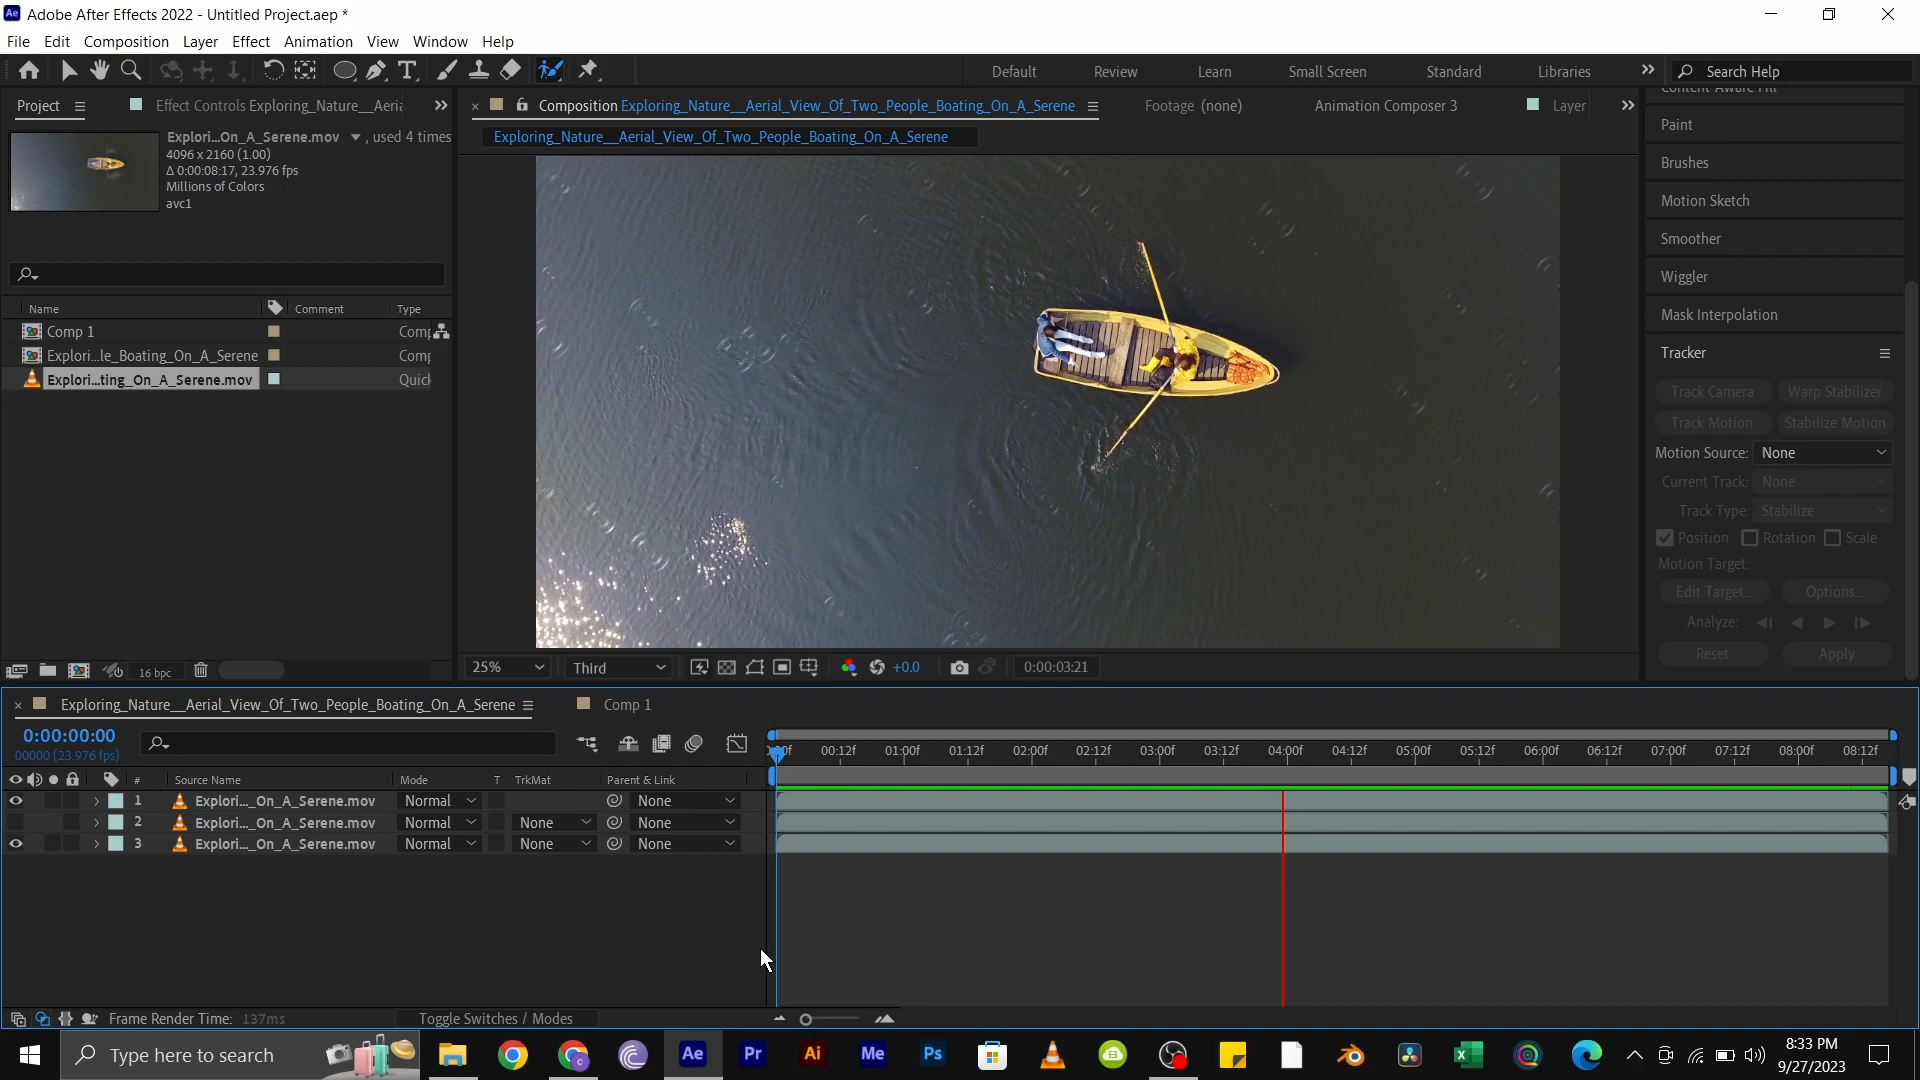 Adobe After Effects 2022 - Untitled Project.aep *
File Edit Composition Layer Effect Animation View Window Help
Default Review Learn Small Screen Standard Libraries Search Help
Project Effect Controls Exploring_Nature__Aeria
Composition Exploring_Nature__Aerial_View_Of_Two_People_Boating_On_A_Serene Footage (none) Animation Composer 3 Layer
Exploring_Nature__Aerial_View_Of_Two_People_Boating_On_A_Serene
Explori...On_A_Serene.mov , used 4 times
4096 x 2160 (1.00)
Δ 0:00:08:17, 23.976 fps
Millions of Colors
avc1
Name Comment Type
Comp 1 Comp
Explori...le_Boating_On_A_Serene Comp
Explori...ting_On_A_Serene.mov Quick
16 bpc
25% Third +0.0 0:00:03:21
Content-Aware Fill
Paint
Brushes
Motion Sketch
Smoother
Wiggler
Mask Interpolation
Tracker
Track Camera Warp Stabilizer
Track Motion Stabilize Motion
Motion Source: None
Current Track: None
Track Type: Stabilize
Position Rotation Scale
Motion Target:
Edit Target... Options...
Analyze:
Reset Apply
Exploring_Nature__Aerial_View_Of_Two_People_Boating_On_A_Serene Comp 1
0:00:00:00
00000 (23.976 fps)
00:12f 01:00f 01:12f 02:00f 02:12f 03:00f 03:12f 04:00f 04:12f 05:00f 05:12f 06:00f 06:12f 07:00f 07:12f 08:00f 08:12f
# Source Name Mode T TrkMat Parent & Link
1 Explori..._On_A_Serene.mov Normal None
2 Explori..._On_A_Serene.mov Normal None None
3 Explori..._On_A_Serene.mov Normal None None
Frame Render Time: 137ms Toggle Switches / Modes
Type here to search
Ae Pr Ai Me Ps
8:33 PM
9/27/2023